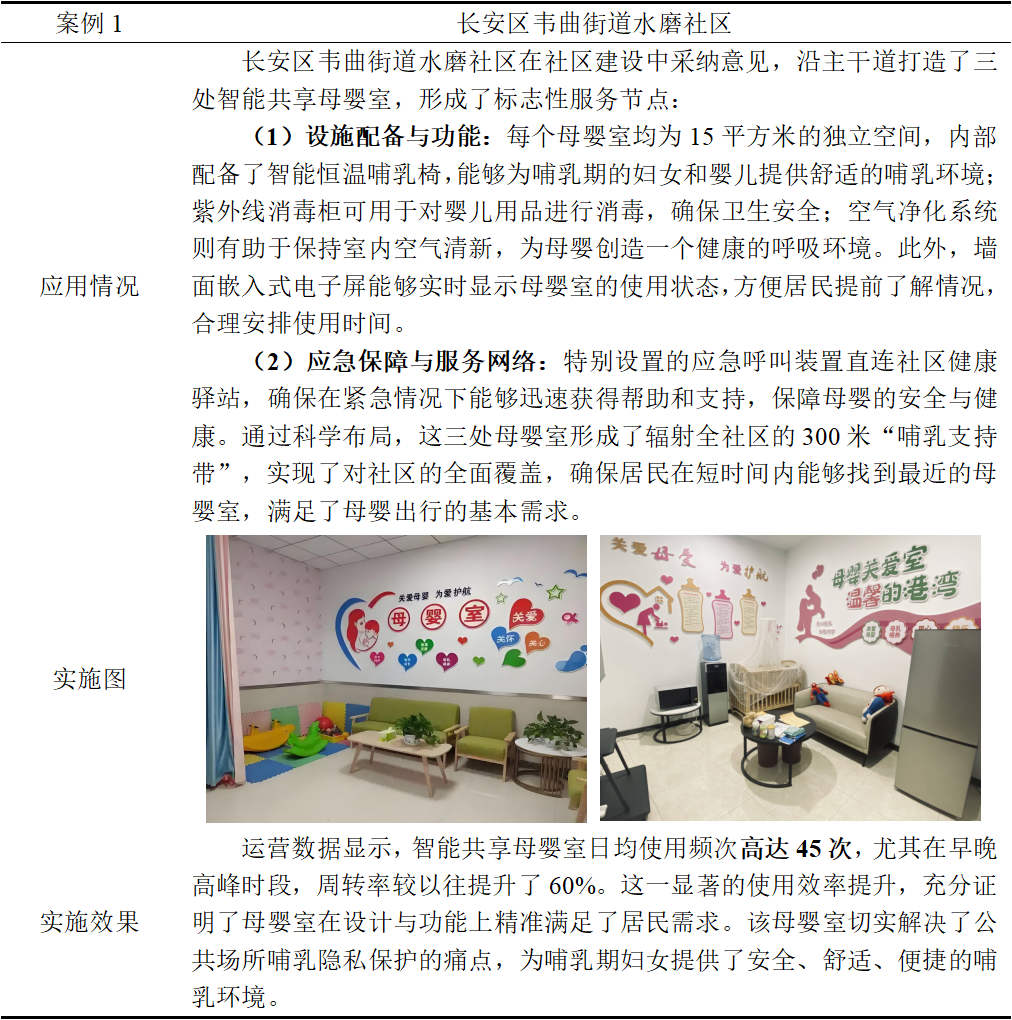 案例 1 长安区韦曲街道水磨社区
长安区韦曲街道水磨社区在社区建设中采纳意见，沿主干道打造了三
处智能共享母婴室，形成了标志性服务节点：
（1）设施配备与功能：每个母婴室均为 15 平方米的独立空间，内部
配备了智能恒温哺乳椅，能够为哺乳期的妇女和婴儿提供舒适的哺乳环境；
紫外线消毒柜可用于对婴儿用品进行消毒，确保卫生安全；空气净化系统
则有助于保持室内空气清新，为母婴创造一个健康的呼吸环境。此外，墙
应用情况
面嵌入式电子屏能够实时显示母婴室的使用状态，方便居民提前了解情况，
合理安排使用时间。
（2）应急保障与服务网络：特别设置的应急呼叫装置直连社区健康
驿站，确保在紧急情况下能够迅速获得帮助和支持，保障母婴的安全与健
康。通过科学布局，这三处母婴室形成了辐射全社区的 300 米“哺乳支持
带”，实现了对社区的全面覆盖，确保居民在短时间内能够找到最近的母
婴室，满足了母婴出行的基本需求。
实施图
关爱母婴 为爱护航
母婴室
关爱
关怀
关心
关爱母爱
为爱护航
母婴关爱室
温馨的港湾
运营数据显示，智能共享母婴室日均使用频次高达 45 次，尤其在早晚
高峰时段，周转率较以往提升了 60%。这一显著的使用效率提升，充分证
实施效果
明了母婴室在设计与功能上精准满足了居民需求。该母婴室切实解决了公
共场所哺乳隐私保护的痛点，为哺乳期妇女提供了安全、舒适、便捷的哺
乳环境。